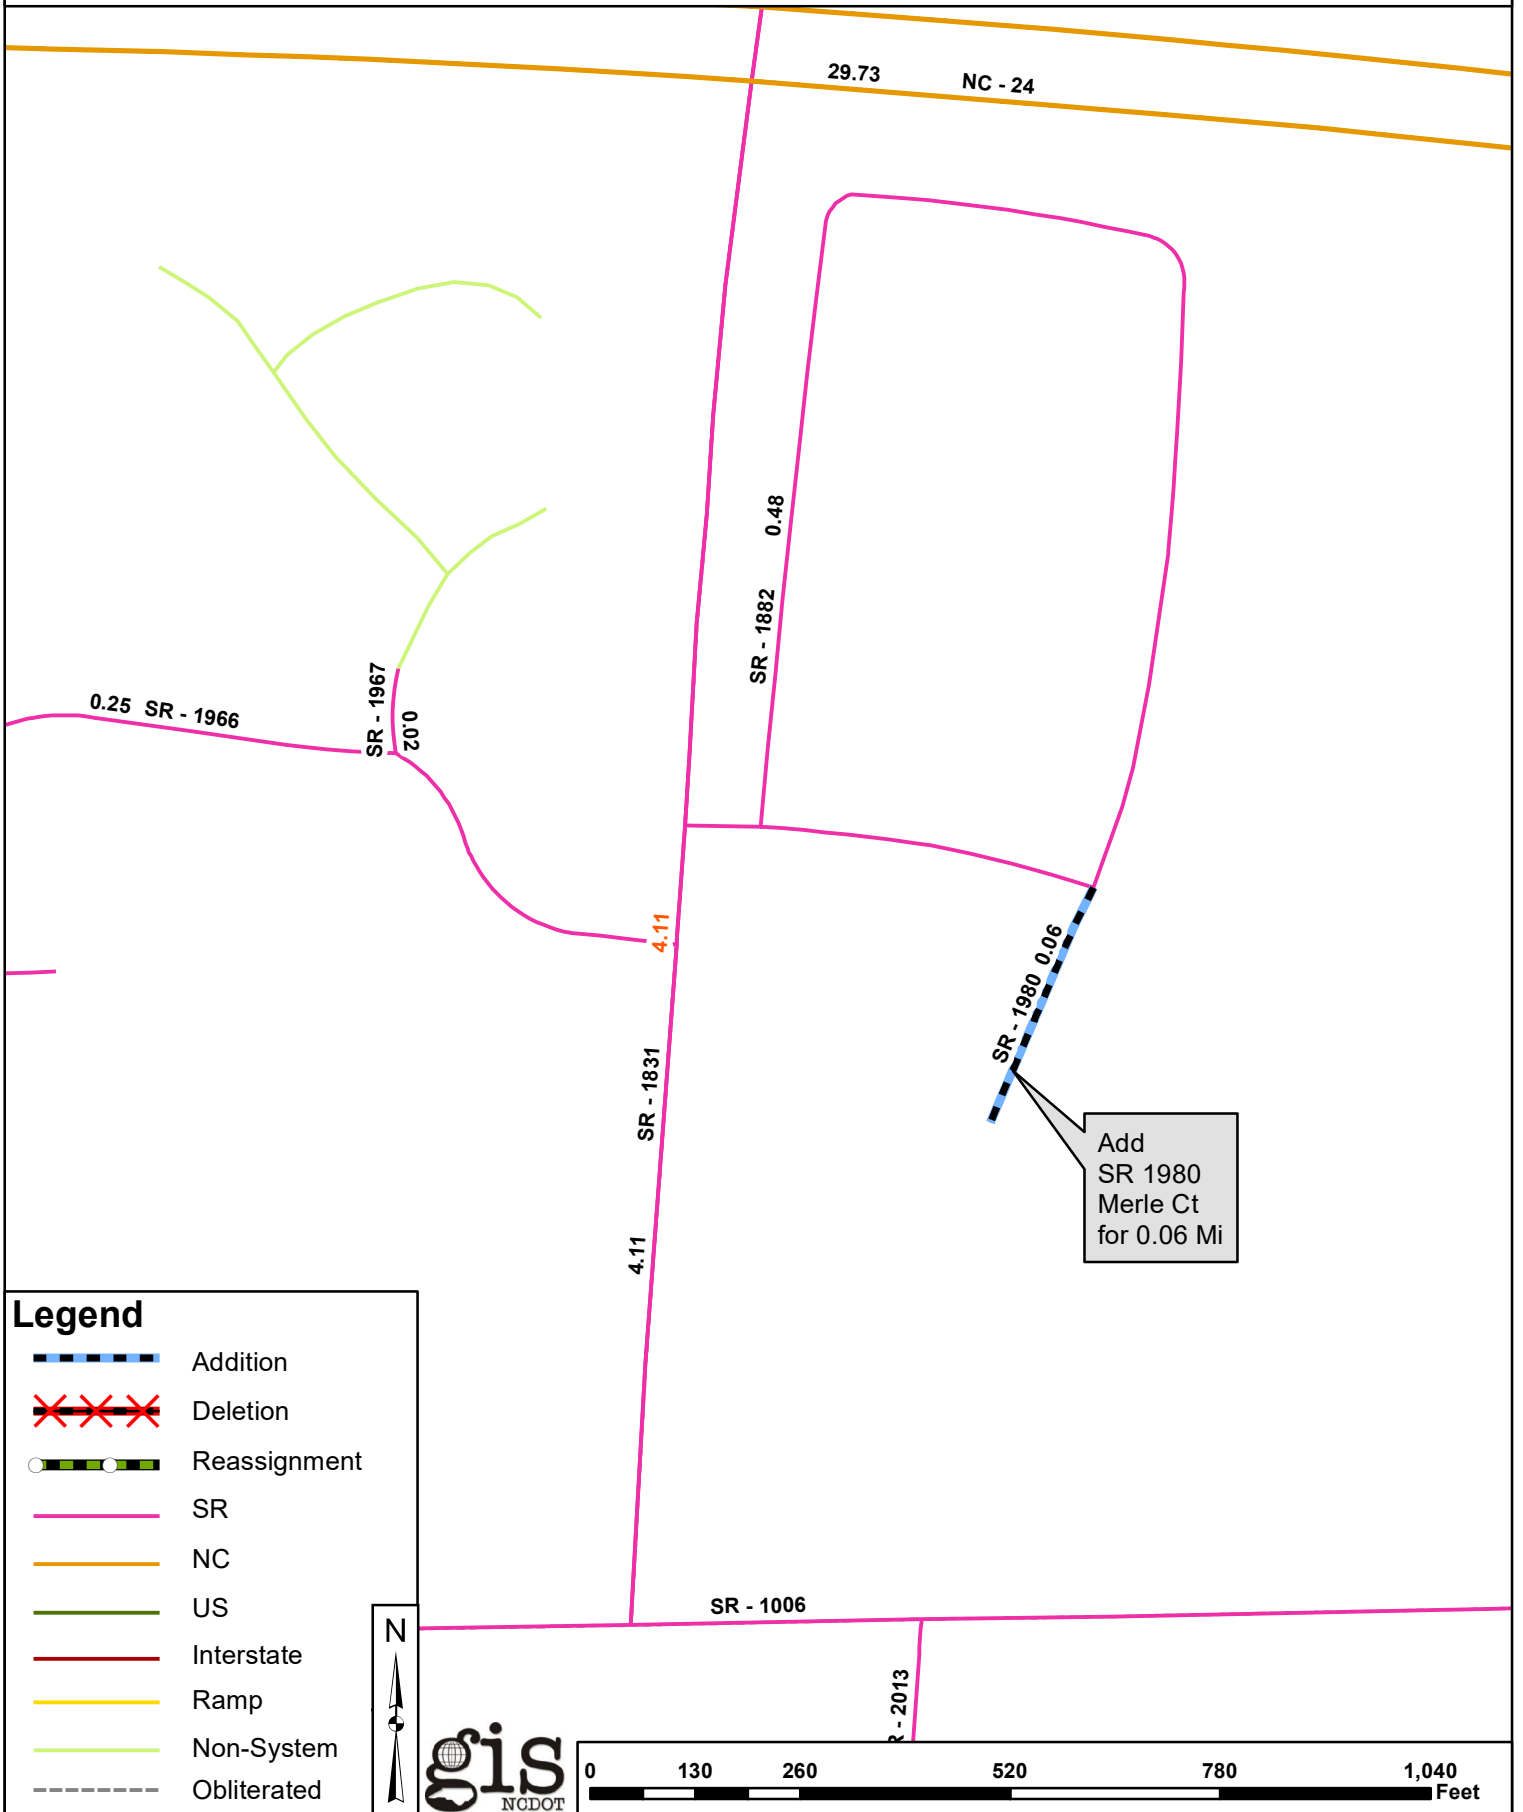 29.73 NC - 24
0.48
SR - 1882
SR - 1967
0.02
0.25 SR - 1966
4.11
SR - 1980 0.06
SR - 1831
4.11
Add
SR 1980
Merle Ct
for 0.06 Mi
Legend
Addition
Deletion
Reassignment
SR
NC
US
Interstate
Ramp
Non-System
Obliterated
N
SR - 1006
R - 2013
gis
NCDOT
0 130 260 520 780 1,040
Feet